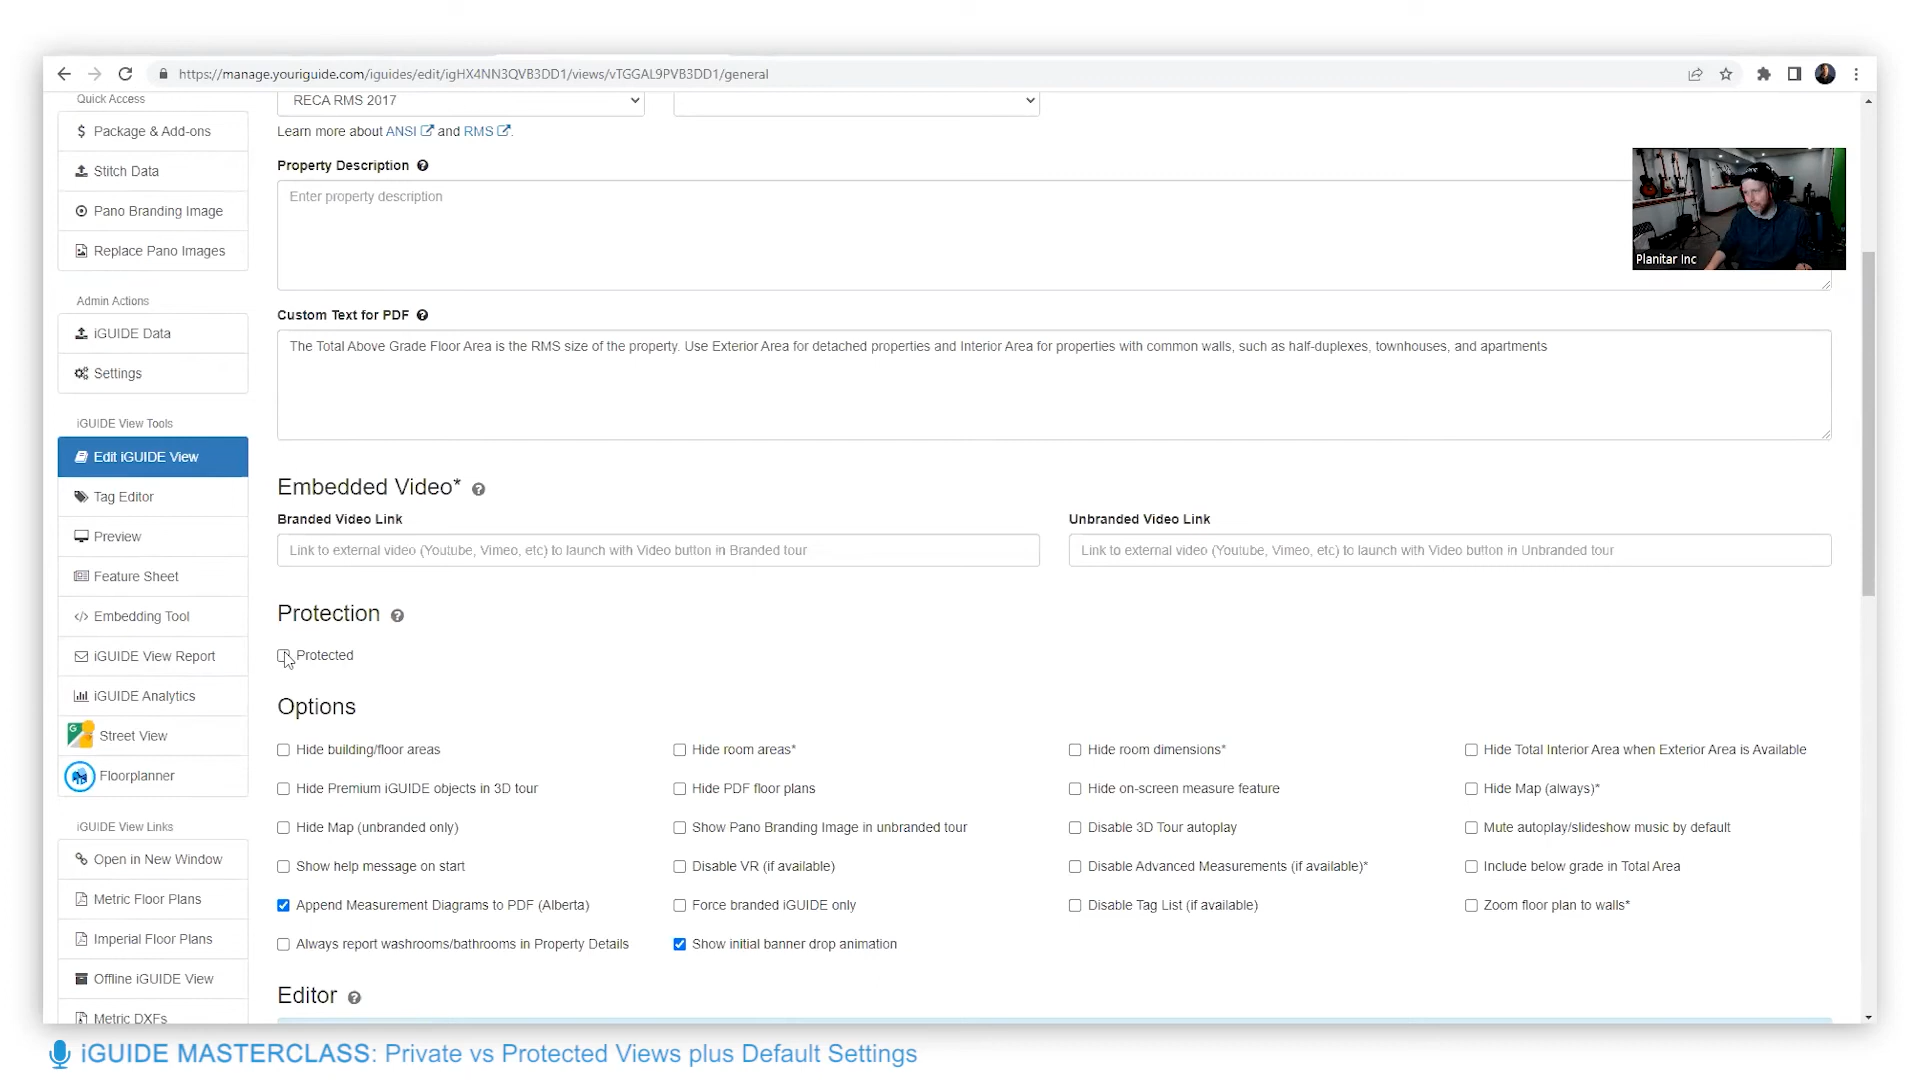 https://manage.youriguide.com/iguides/edit/igHX4NN3QVB3DD1/views/vTGGAL9PVB3DD1/general
Quick Access
Package & Add-ons
Stitch Data
Pano Branding Image
Replace Pano Images
Admin Actions
iGUIDE Data
Settings
iGUIDE View Tools
Edit iGUIDE View
Tag Editor
Preview
Feature Sheet
Embedding Tool
iGUIDE View Report
iGUIDE Analytics
Street View
Floorplanner
iGUIDE View Links
Open in New Window
Metric Floor Plans
Imperial Floor Plans
Offline iGUIDE View
Metric DXFs
RECA RMS 2017
Learn more about ANSI and RMS.
Property Description
Enter property description
Planitar Inc
Custom Text for PDF
The Total Above Grade Floor Area is the RMS size of the property. Use Exterior Area for detached properties and Interior Area for properties with common walls, such as half-duplexes, townhouses, and apartments
Embedded Video*
Branded Video Link
Unbranded Video Link
Link to external video (Youtube, Vimeo, etc) to launch with Video button in Branded tour
Link to external video (Youtube, Vimeo, etc) to launch with Video button in Unbranded tour
Protection
Protected
Options
Hide building/floor areas
Hide room areas*
Hide room dimensions*
Hide Total Interior Area when Exterior Area is Available
Hide Premium iGUIDE objects in 3D tour
Hide PDF floor plans
Hide on-screen measure feature
Hide Map (always)*
Hide Map (unbranded only)
Show Pano Branding Image in unbranded tour
Disable 3D Tour autoplay
Mute autoplay/slideshow music by default
Show help message on start
Disable VR (if available)
Disable Advanced Measurements (if available)*
Include below grade in Total Area
Append Measurement Diagrams to PDF (Alberta)
Force branded iGUIDE only
Disable Tag List (if available)
Zoom floor plan to walls*
Always report washrooms/bathrooms in Property Details
Show initial banner drop animation
Editor
iGUIDE MASTERCLASS: Private vs Protected Views plus Default Settings